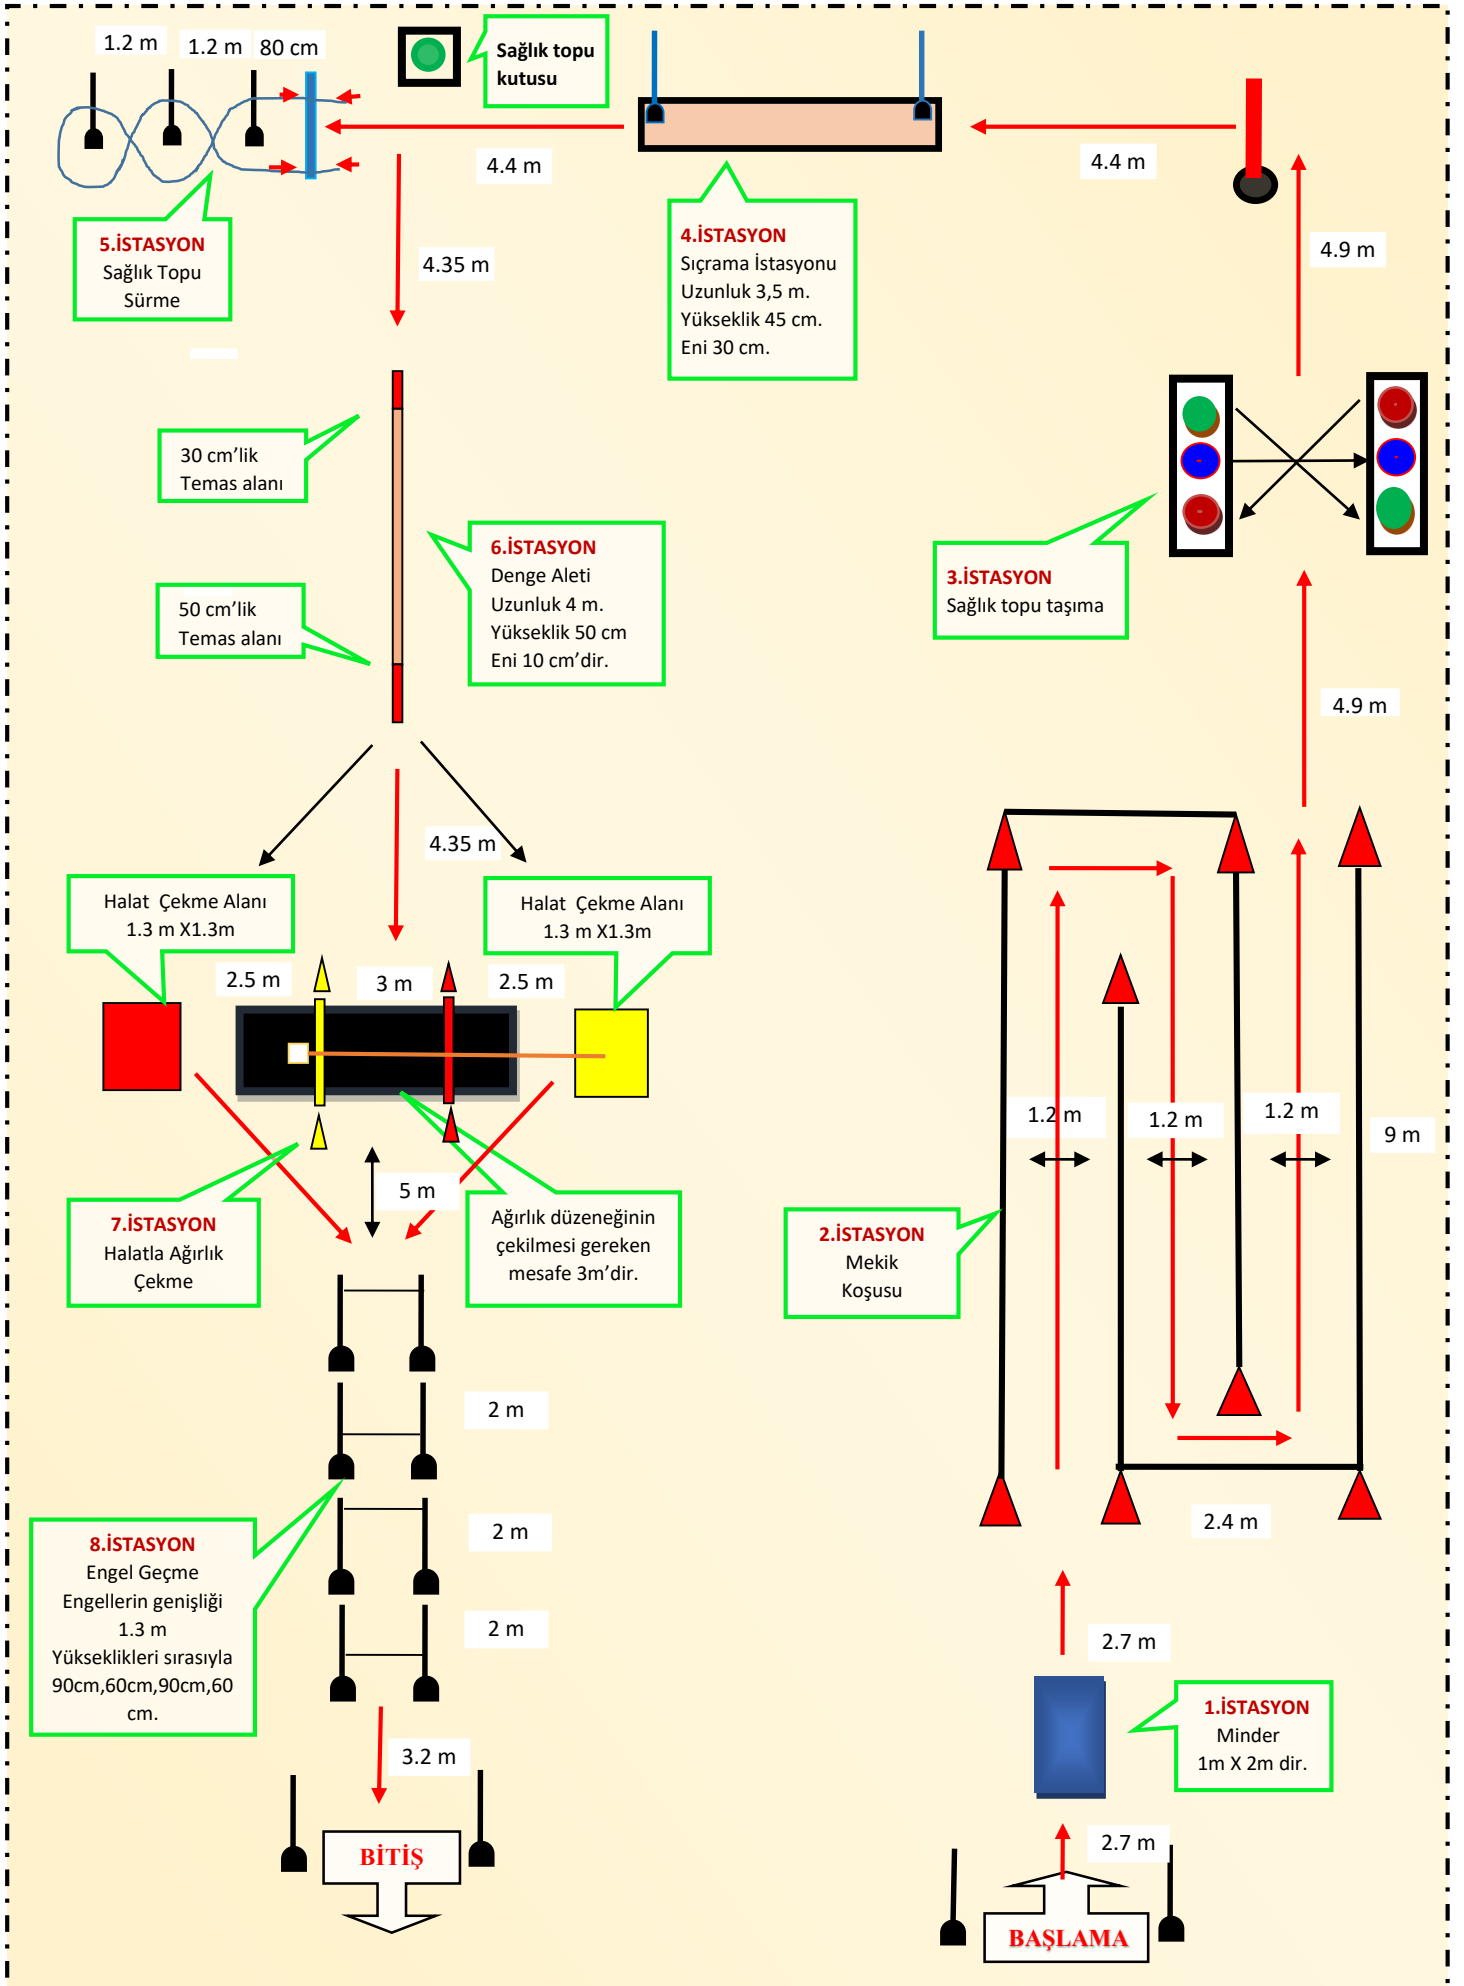 1.2 m
1.2 m
80 cm
Sağlık topu
kutusu
4.4 m
4.4 m
5.İSTASYON
Sağlık Topu
Sürme
4.35 m
4.İSTASYON
Sıçrama İstasyonu
Uzunluk 3,5 m.
Yükseklik 45 cm.
Eni 30 cm.
4.9 m
30 cm’lik
Temas alanı
6.İSTASYON
Denge Aleti
Uzunluk 4 m.
Yükseklik 50 cm
Eni 10 cm’dir.
50 cm’lik
Temas alanı
3.İSTASYON
Sağlık topu taşıma
4.9 m
4.35 m
Halat Çekme Alanı
1.3 m X1.3m
Halat Çekme Alanı
1.3 m X1.3m
2.5 m
3 m
2.5 m
1.2 m
1.2 m
1.2 m
9 m
5 m
7.İSTASYON
Halatla Ağırlık
Çekme
Ağırlık düzeneğinin
çekilmesi gereken
mesafe 3m’dir.
2.İSTASYON
Mekik
Koşusu
2 m
2 m
2.4 m
8.İSTASYON
Engel Geçme
Engellerin genişliği
1.3 m
Yükseklikleri sırasıyla
90cm,60cm,90cm,60
cm.
2 m
2.7 m
1.İSTASYON
Minder
1m X 2m dir.
3.2 m
2.7 m
BİTİŞ
BAŞLAMA